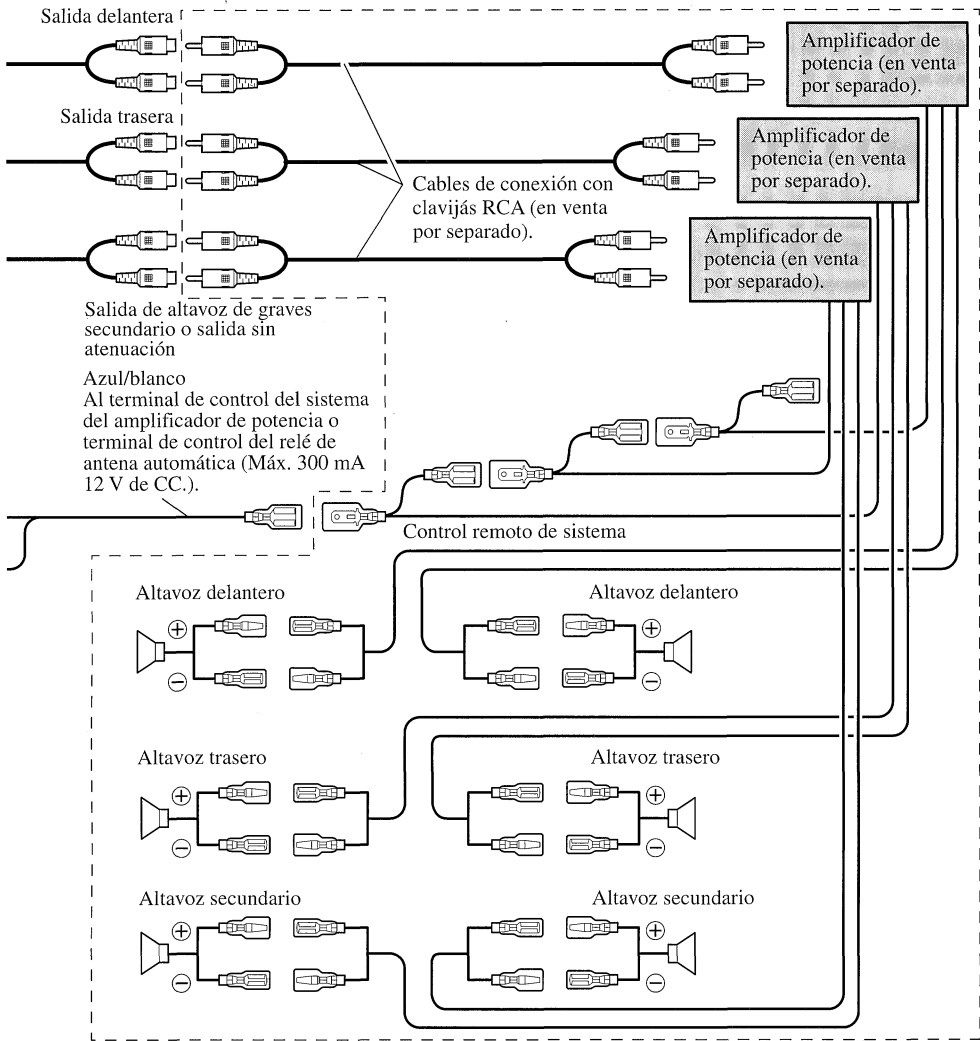 Salida delantera
Amplificador de
potencia (en venta
por separado).
Salida trasera
Amplificador de
potencia (en venta
por separado).
Cables de conexión con
clavijás RCA (en venta
por separado).
Amplificador de
potencia (en venta
por separado).
Salida de altavoz de graves
secundario o salida sin
atenuación
Azul/blanco
Al terminal de control del sistema
del amplificador de potencia o
terminal de control del relé de
antena automática (Máx. 300 mA
12 V de CC.).
Control remoto de sistema
Altavoz delantero
Altavoz delantero
+
+
−
−
Altavoz trasero
Altavoz trasero
+
+
−
−
Altavoz secundario
Altavoz secundario
+
+
−
−